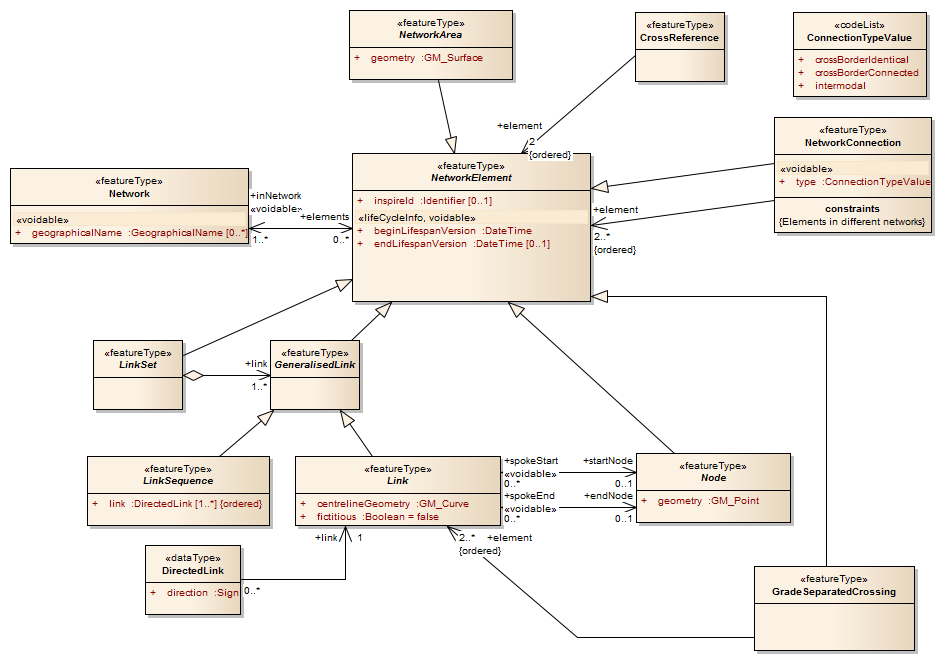 «featureType»
NetworkArea
+ geometry :GM_Surface
«featureType»
CrossReference
«codeList»
ConnectionTypeValue
+ crossBorderIdentical
+ crossBorderConnected
+ intermodal
+element
2
{ordered}
«featureType»
NetworkConnection
«voidable»
+ type :ConnectionTypeValue
constraints
{Elements in different networks}
«featureType»
Network
«voidable»
+ geographicalName :GeographicalName [0..*]
+inNetwork
«voidable»
1..*
+elements
0..*
«featureType»
NetworkElement
+ inspireId :Identifier [0..1]
«lifeCycleInfo, voidable»
+ beginLifespanVersion :DateTime
+ endLifespanVersion :DateTime [0..1]
+element
2..*
{ordered}
«featureType»
LinkSet
+link
1..*
«featureType»
GeneralisedLink
«featureType»
LinkSequence
+ link :DirectedLink [1..*] {ordered}
«featureType»
Link
+ centrelineGeometry :GM_Curve
+ fictitious :Boolean = false
+spokeStart
«voidable»
0..*
+startNode
0..1
+spokeEnd
«voidable»
0..*
+endNode
0..1
«featureType»
Node
+ geometry :GM_Point
+link
1
2..*
+element
{ordered}
«dataType»
DirectedLink
+ direction :Sign
0..*
«featureType»
GradeSeparatedCrossing